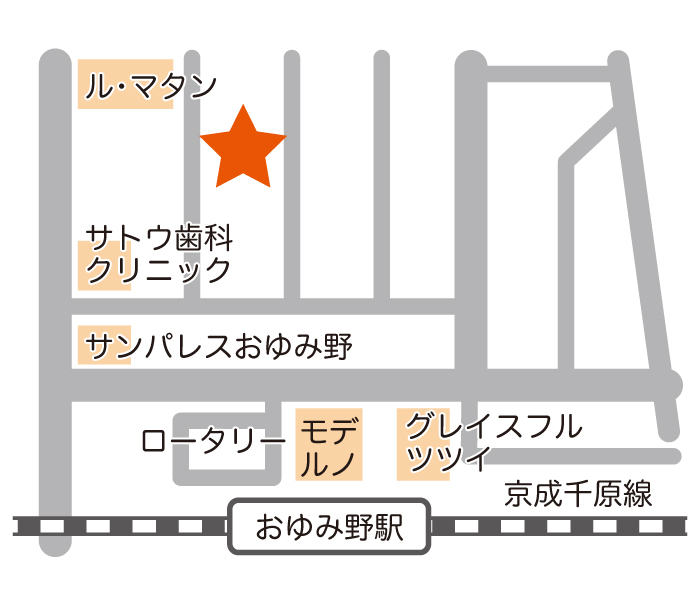 ル・マタン
サトウ歯科
クリニック
サンパレスおゆみ野
ロータリー
モデ
ルノ
グレイスフル
ツツイ
京成千原線
おゆみ野駅